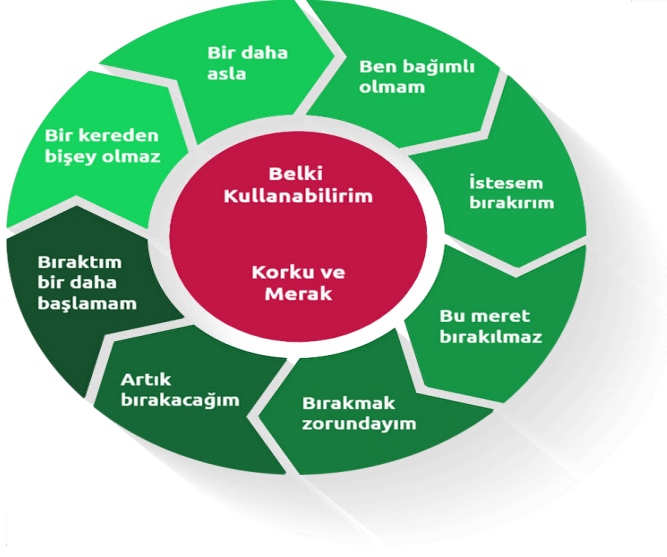 Belki
Kullanabilirim
Korku ve
Merak
Bir kereden
bişey olmaz
Bir daha
asla
Ben bağımlı
olmam
İstesem
bırakırım
Bu meret
bırakılmaz
Bırakmak
zorundayım
Artık
bırakacağım
Bıraktım
bir daha
başlamam